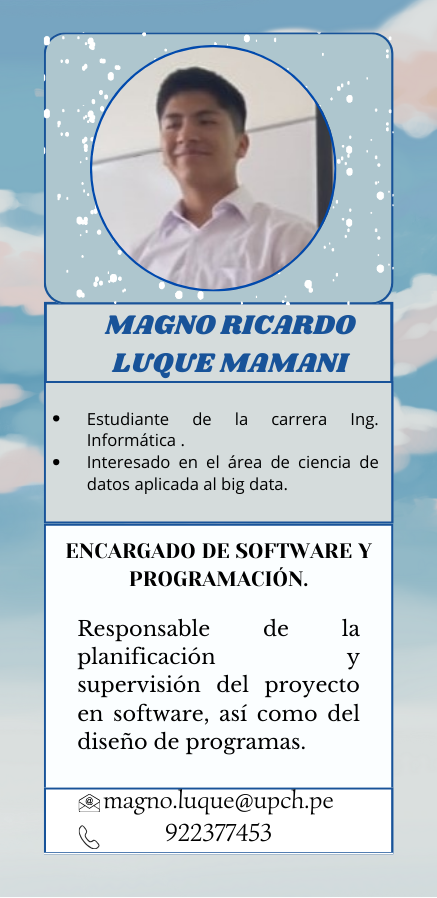 MAGNO RICARDO
LUQUE MAMANI
• Estudiante de la carrera Ing.
Informática .
• Interesado en el área de ciencia de
datos aplicada al big data.
ENCARGADO DE SOFTWARE Y
PROGRAMACIÓN.
Responsable de la
planificación y
supervisión del proyecto
en software, así como del
diseño de programas.
magno.luque@upch.pe
922377453